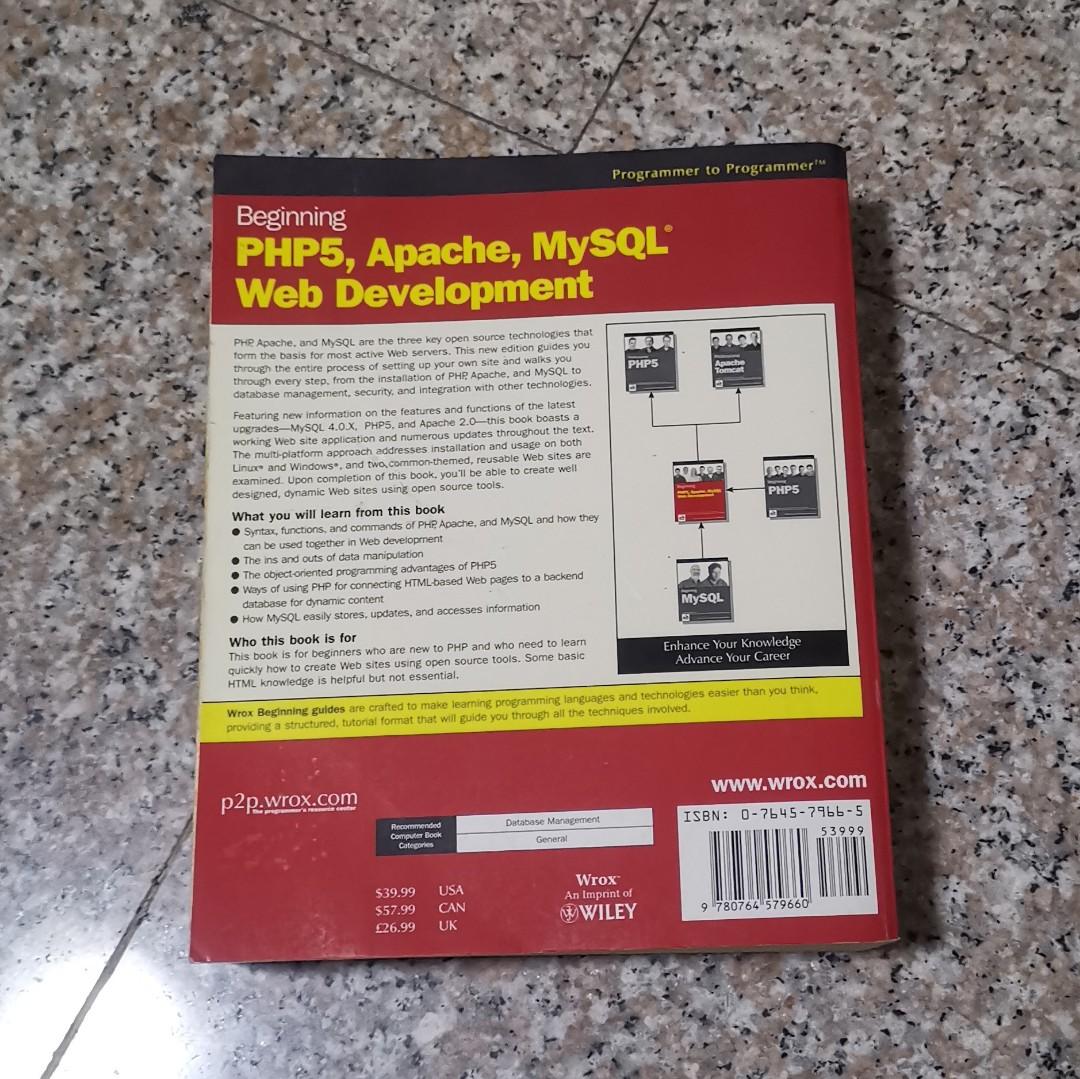 Programmer to Programmer™
Beginning
PHP5, Apache, MySQL®
Web Development
PHP, Apache, and MySQL are the three key open source technologies that
form the basis for most active Web servers. This new edition guides you
through the entire process of setting up your own site and walks you
through every step, from the installation of PHP, Apache, and MySQL to
database management, security, and integration with other technologies.
Featuring new information on the features and functions of the latest
upgrades—MySQL 4.0.X, PHP5, and Apache 2.0—this book boasts a
working Web site application and numerous updates throughout the text.
The multi-platform approach addresses installation and usage on both
Linux® and Windows®, and two common-themed, reusable Web sites are
examined. Upon completion of this book, you'll be able to create well
designed, dynamic Web sites using open source tools.
What you will learn from this book
● Syntax, functions, and commands of PHP, Apache, and MySQL and how they
can be used together in Web development
● The ins and outs of data manipulation
● The object-oriented programming advantages of PHP5
● Ways of using PHP for connecting HTML-based Web pages to a backend
database for dynamic content
● How MySQL easily stores, updates, and accesses information
Who this book is for
This book is for beginners who are new to PHP and who need to learn
quickly how to create Web sites using open source tools. Some basic
HTML knowledge is helpful but not essential.
PHP5
Apache
Tomcat
Beginning
PHP5, Apache, MySQL
Web Development
PHP5
MySQL
Enhance Your Knowledge
Advance Your Career
Wrox Beginning guides are crafted to make learning programming languages and technologies easier than you think,
providing a structured, tutorial format that will guide you through all the techniques involved.
p2p.wrox.com
The programmer's resource center
www.wrox.com
Recommended
Computer Book
Categories
Database Management
General
$39.99 USA
$57.99 CAN
£26.99 UK
Wrox™
An Imprint of
WILEY
ISBN: 0-7645-7966-5
53999
9 780764 579660